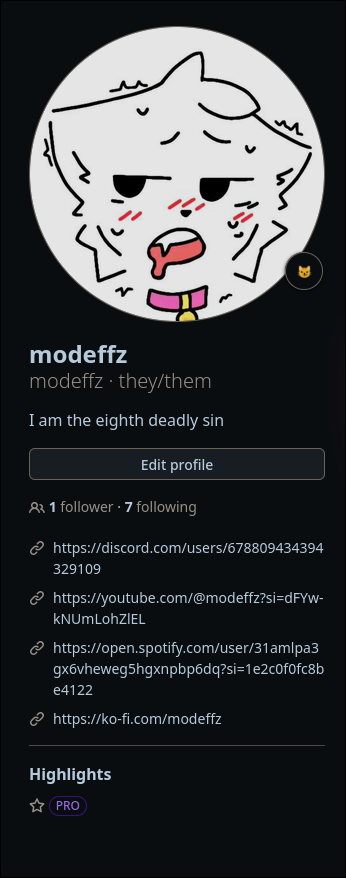 modeffz
modeffz · they/them
I am the eighth deadly sin
Edit profile
1 follower · 7 following
https://discord.com/users/678809434394
329109
https://youtube.com/@modeffz?si=dFYw-
kNUmLohZlEL
https://open.spotify.com/user/31amlpa3
gx6vheweg5hgxnpbp6dq?si=1e2c0f0fc8b
e4122
https://ko-fi.com/modeffz
Highlights
PRO